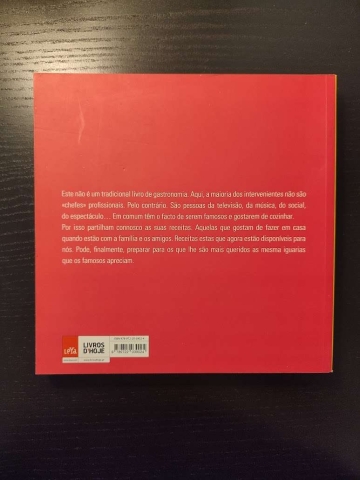 Este não é um tradicional livro de gastronomia. Aqui, a maioria dos intervenientes não são
«chefes» profissionais. Pelo contrário. São pessoas da televisão, da música, do social,
do espectáculo... Em comum têm o facto de serem famosos e gostarem de cozinhar.
Por isso partilham connosco as suas receitas. Aquelas que gostam de fazer em casa
quando estão com a família e os amigos. Receitas estas que agora estão disponíveis para
nós. Pode, finalmente, preparar para os que lhe são mais queridos as mesma iguarias
que os famosos apreciam.
LIVROS
D'HOJE